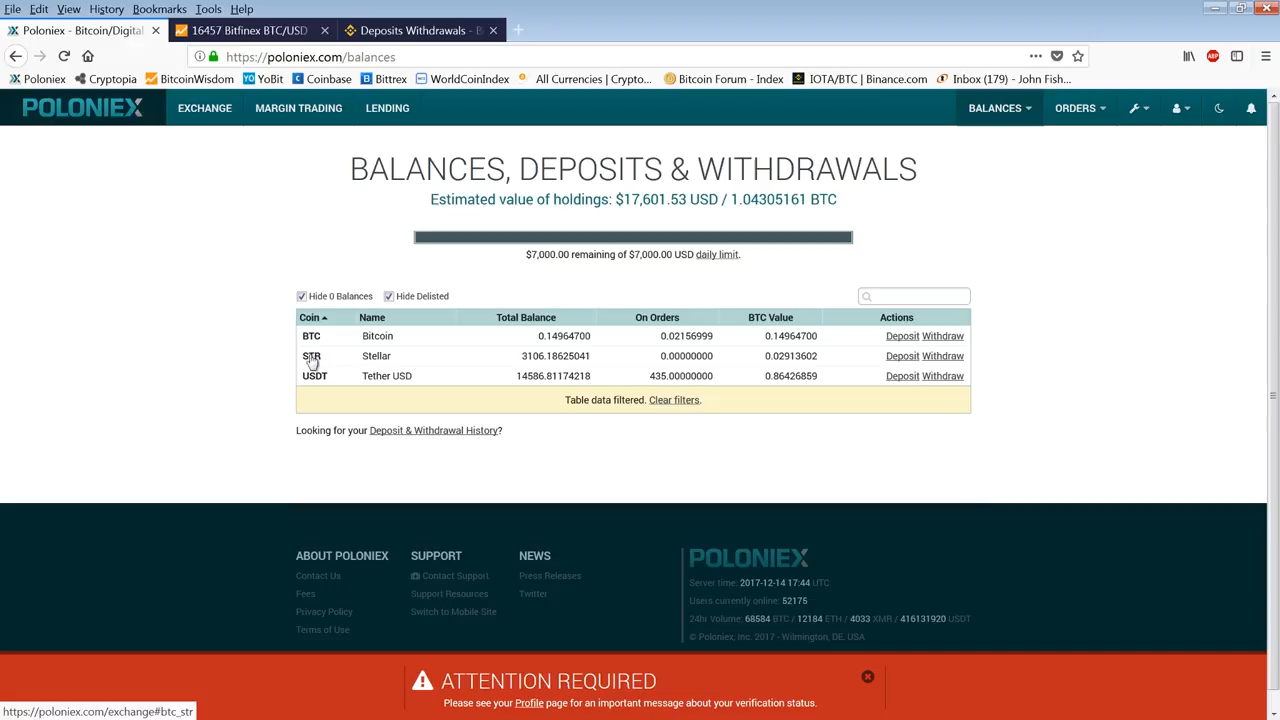 File Edit View History Bookmarks Tools Help
Poloniex - Bitcoin/Digital
16457 Bitfinex BTC/USD
Deposits Withdrawals - B
https://poloniex.com/balances
Poloniex Cryptopia BitcoinWisdom YoBit Coinbase Bittrex WorldCoinIndex All Currencies | Crypto... Bitcoin Forum - Index IOTA/BTC | Binance.com Inbox (179) - John Fish...
POLONIEX EXCHANGE MARGIN TRADING LENDING BALANCES ORDERS
BALANCES, DEPOSITS & WITHDRAWALS
Estimated value of holdings: $17,601.53 USD / 1.04305161 BTC
$7,000.00 remaining of $7,000.00 USD daily limit.
Hide 0 Balances Hide Delisted
Coin Name Total Balance On Orders BTC Value Actions
BTC Bitcoin 0.14964700 0.02156999 0.14964700 Deposit Withdraw
STR Stellar 3106.18625041 0.00000000 0.02913602 Deposit Withdraw
USDT Tether USD 14586.81174218 435.00000000 0.86426859 Deposit Withdraw
Table data filtered. Clear filters.
Looking for your Deposit & Withdrawal History?
ABOUT POLONIEX
Contact Us
Fees
Privacy Policy
Terms of Use
SUPPORT
Contact Support
Support Resources
Switch to Mobile Site
NEWS
Press Releases
Twitter
POLONIEX
Server time: 2017-12-14 17:44 UTC
Users currently online: 52175
24hr Volume: 68584 BTC / 12184 ETH / 4033 XMR / 416131920 USDT
© Poloniex, Inc. 2017 - Wilmington, DE, USA
ATTENTION REQUIRED
Please see your Profile page for an important message about your verification status.
https://poloniex.com/exchange#btc_str